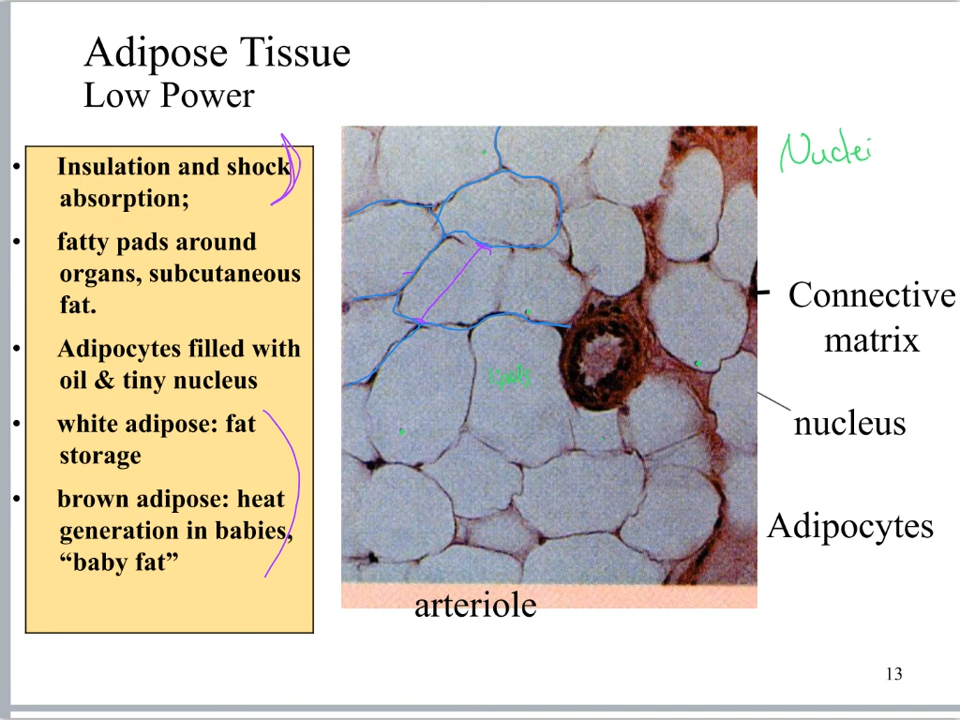 Adipose Tissue
Low Power
• Insulation and shock
absorption;
• fatty pads around
organs, subcutaneous
fat.
• Adipocytes filled with
oil & tiny nucleus
• white adipose: fat
storage
• brown adipose: heat
generation in babies,
“baby fat”
Nuclei
Connective
matrix
nucleus
Adipocytes
arteriole
13